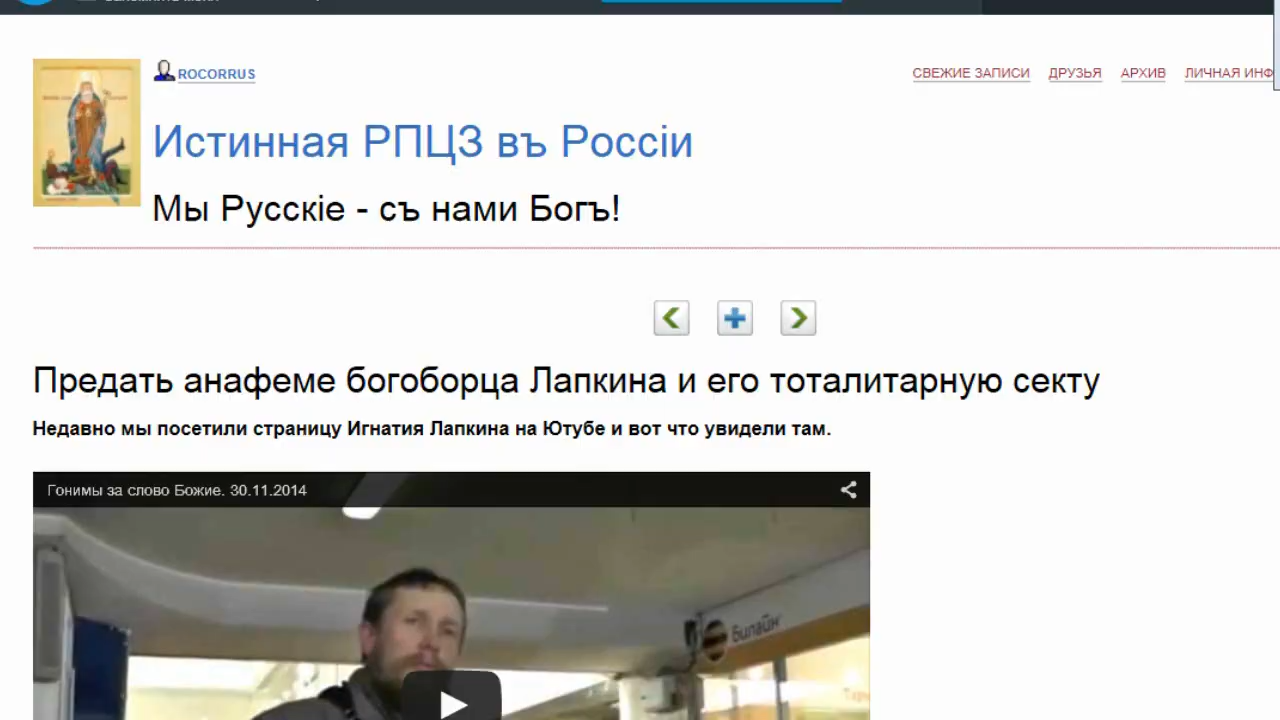 ROCORRUS
СВЕЖИЕ ЗАПИСИ ДРУЗЬЯ АРХИВ ЛИЧНАЯ ИНФ
Истинная РПЦЗ въ Россіи
Мы Русскіе - съ нами Богъ!
Предать анафеме богоборца Лапкина и его тоталитарную секту
Недавно мы посетили страницу Игнатия Лапкина на Ютубе и вот что увидели там.
Гонимы за слово Божие. 30.11.2014
Билайн